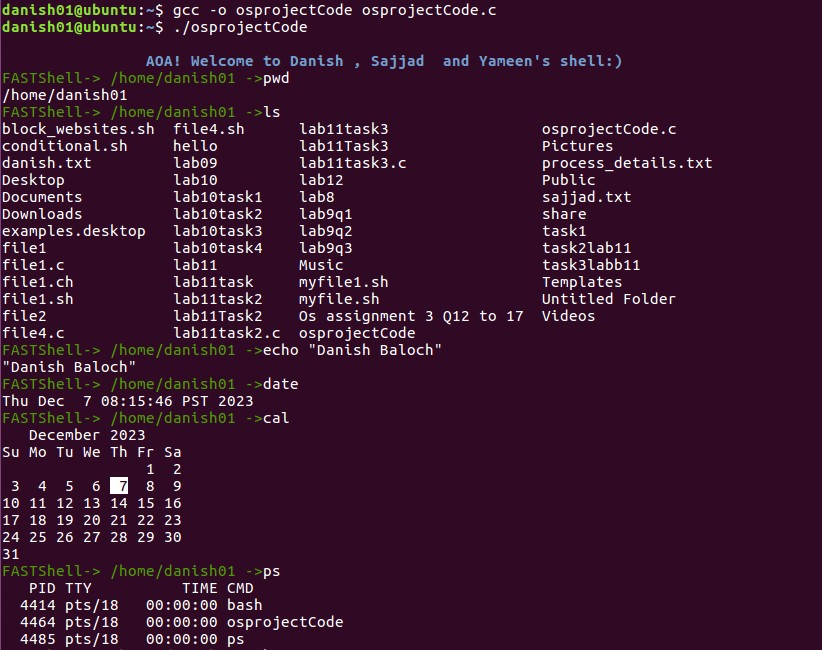 danish01@ubuntu:~$ gcc -o osprojectCode osprojectCode.c
danish01@ubuntu:~$ ./osprojectCode
AOA! Welcome to Danish , Sajjad  and Yameen's shell:)
FASTShell-> /home/danish01 ->pwd
/home/danish01
FASTShell-> /home/danish01 ->ls
block_websites.sh  file4.sh      lab11task3                 osprojectCode.c
conditional.sh     hello         lab11Task3                 Pictures
danish.txt         lab09         lab11task3.c               process_details.txt
Desktop            lab10         lab12                      Public
Documents          lab10task1    lab8                       sajjad.txt
Downloads          lab10task2    lab9q1                     share
examples.desktop   lab10task3    lab9q2                     task1
file1              lab10task4    lab9q3                     task2lab11
file1.c            lab11         Music                      task3labb11
file1.ch           lab11task     myfile1.sh                 Templates
file1.sh           lab11task2    myfile.sh                  Untitled Folder
file2              lab11Task2    Os assignment 3 Q12 to 17  Videos
file4.c            lab11task2.c  osprojectCode
FASTShell-> /home/danish01 ->echo "Danish Baloch"
"Danish Baloch"
FASTShell-> /home/danish01 ->date
Thu Dec  7 08:15:46 PST 2023
FASTShell-> /home/danish01 ->cal
   December 2023
Su Mo Tu We Th Fr Sa
                1  2
 3  4  5  6  7  8  9
10 11 12 13 14 15 16
17 18 19 20 21 22 23
24 25 26 27 28 29 30
31
FASTShell-> /home/danish01 ->ps
   PID TTY          TIME CMD
  4414 pts/18   00:00:00 bash
  4464 pts/18   00:00:00 osprojectCode
  4485 pts/18   00:00:00 ps